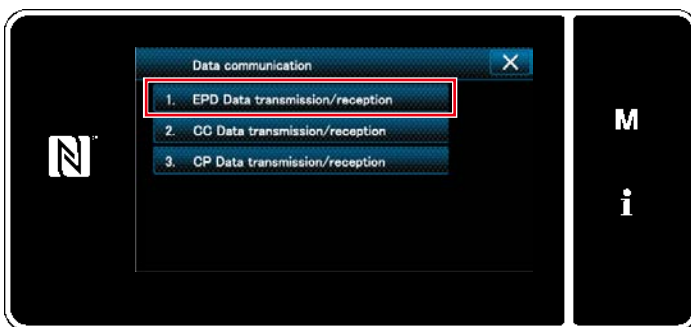 Data communication
1. EPD Data transmission/reception
2. CC Data transmission/reception
3. CP Data transmission/reception
M
i